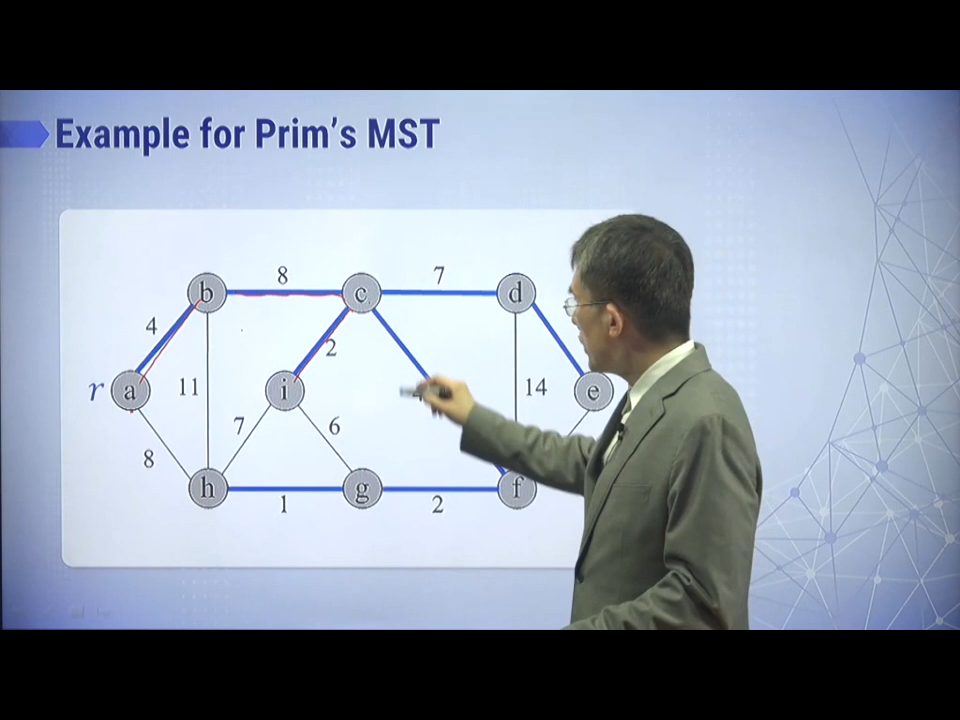 Example for Prim's MST
8 7
b c d
4 2
r a 11 i 14 e
8 7 6
h g f
1 2